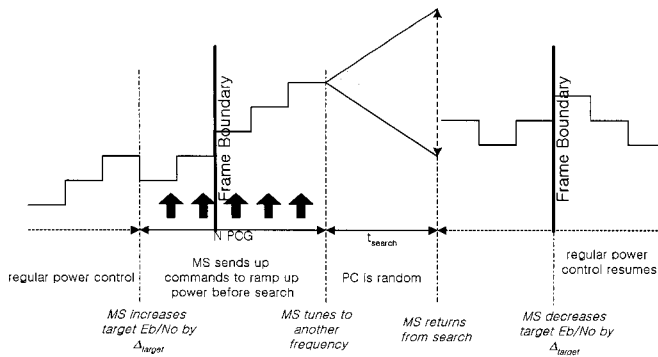 Frame Boundary
Frame Boundary
N PCG
t_search
regular power control
MS sends up
commands to ramp up
power before search
PC is random
regular power
control resumes
MS increases
target Eb/No by
Δtarget
MS tunes to
another
frequency
MS returns
from search
MS decreases
target Eb/No by
Δtarget